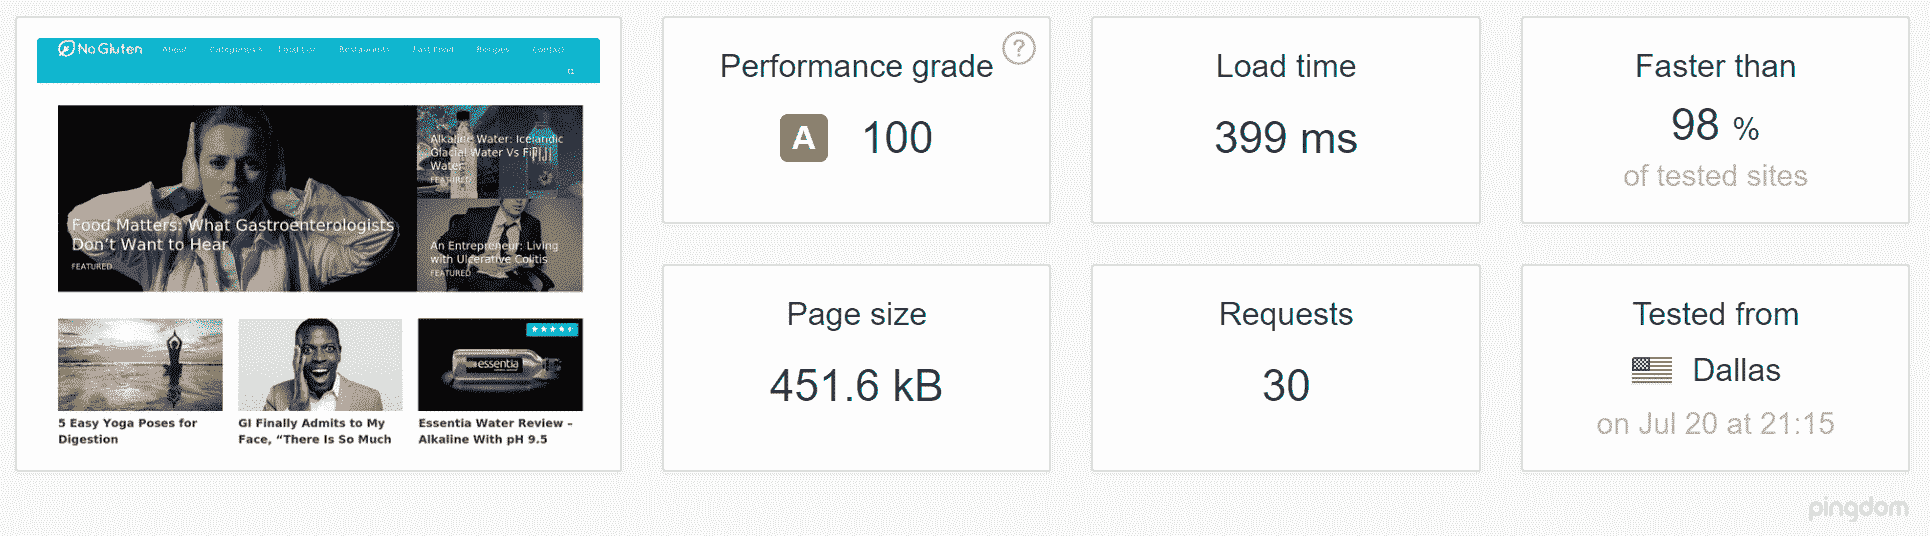 No Gluten
About Categories Food List Restaurants Fast Food Recipes Contact
Food Matters: What Gastroenterologists
Don't Want to Hear
FEATURED
Alkaline Water: Icelandic
Glacial Water Vs Fiji
Water
FEATURED
An Entrepreneur: Living
with Ulcerative Colitis
FEATURED
essentia
5 Easy Yoga Poses for
Digestion
GI Finally Admits to My
Face, “There Is So Much
Essentia Water Review –
Alkaline With pH 9.5
Performance grade
?
A 100
Load time
399 ms
Faster than
98 %
of tested sites
Page size
451.6 kB
Requests
30
Tested from
Dallas
on Jul 20 at 21:15
pingdom